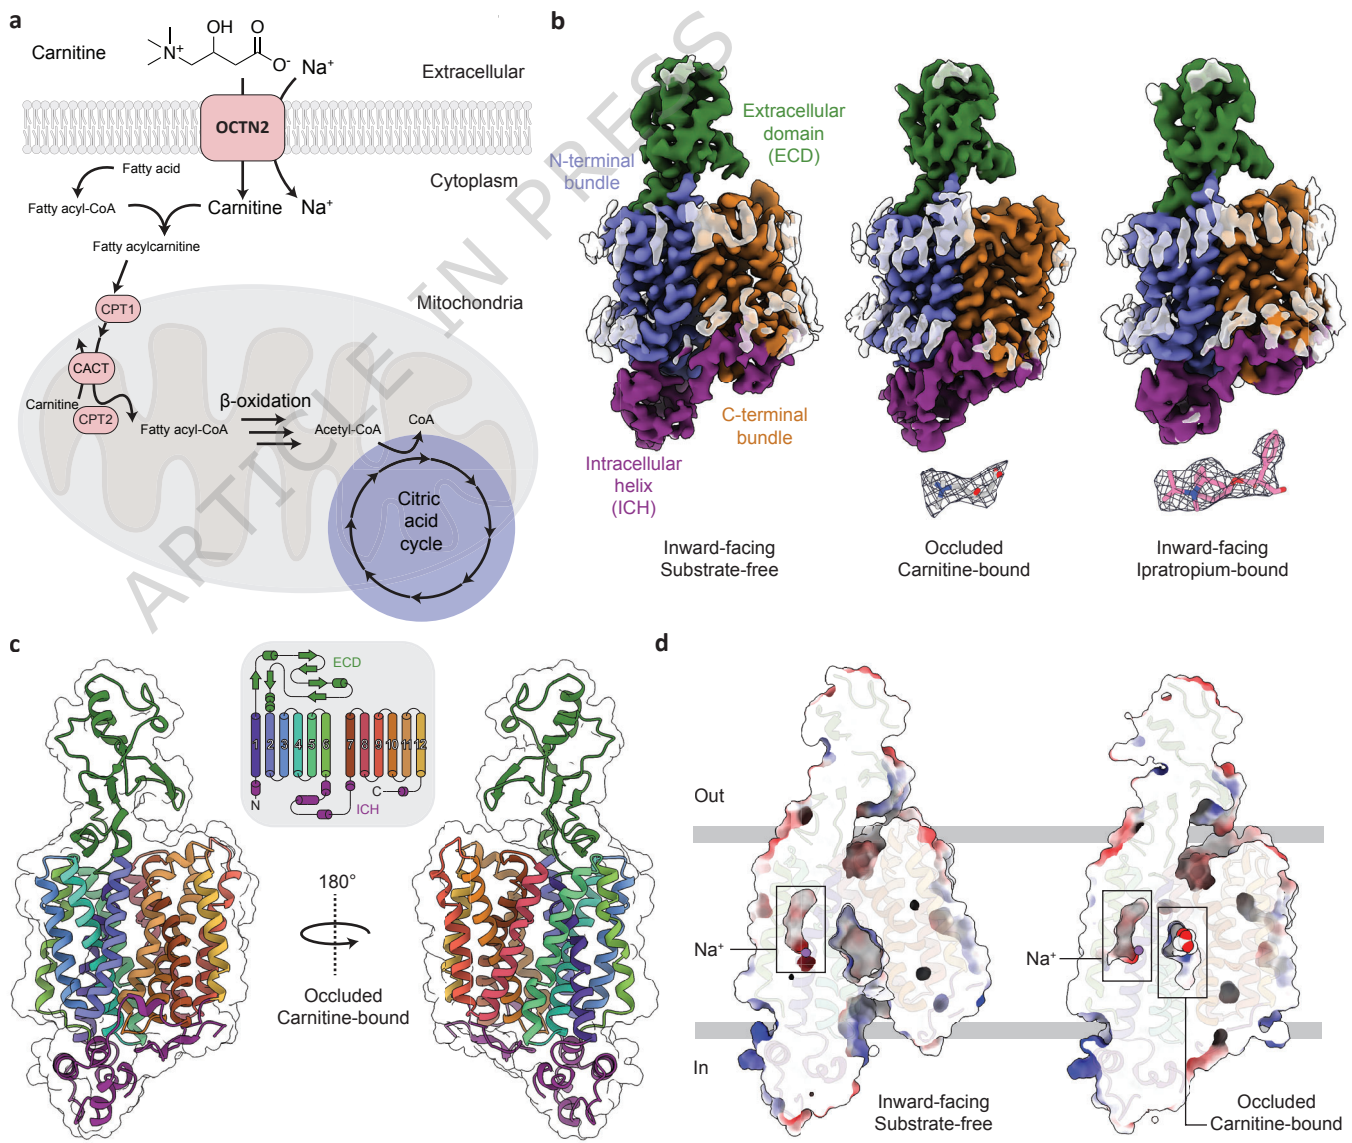 a
Carnitine
OH
O
N⁺
O⁻
Na⁺
Extracellular
OCTN2
Fatty acid
Cytoplasm
Fatty acyl-CoA
Carnitine
Na⁺
Fatty acylcarnitine
Mitochondria
CPT1
CACT
Carnitine
CPT2
Fatty acyl-CoA
β-oxidation
Acetyl-CoA
CoA
Citric
acid
cycle
b
Extracellular
domain
(ECD)
N-terminal
bundle
C-terminal
bundle
Intracellular
helix
(ICH)
Inward-facing
Substrate-free
Occluded
Carnitine-bound
Inward-facing
Ipratropium-bound
ARTICLE IN PRESS
c
ECD
1 2 3 4 5 6 7 8 9 10 11 12
N
C
ICH
180°
Occluded
Carnitine-bound
d
Out
Na⁺
Na⁺
In
Inward-facing
Substrate-free
Occluded
Carnitine-bound